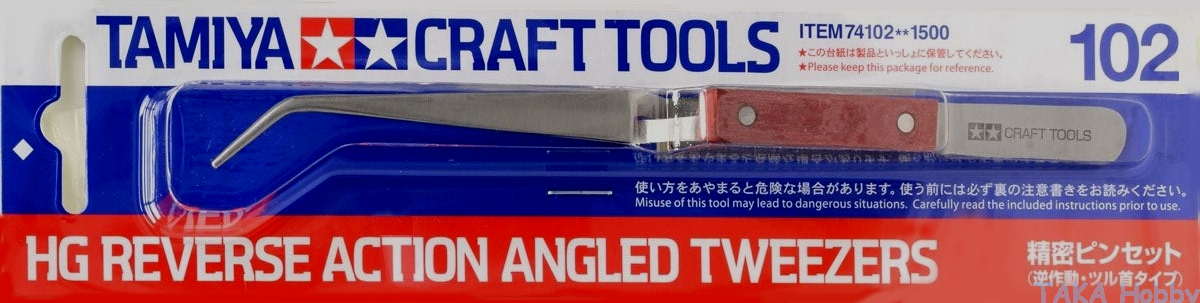 TAMIYA CRAFT TOOLS
ITEM74102**1500
★この台紙は製品といっしょに保管してください。
★Please keep this package for reference.
102
CRAFT TOOLS
使い方をあやまると危険な場合があります。使う前には必ず裏の注意書きをお読みください。
Misuse of this tool may lead to dangerous situations. Carefully read the included instructions prior to use.
HG REVERSE ACTION ANGLED TWEEZERS
精密ピンセット
(逆作動・ツル首タイプ)
TAKA Hobby